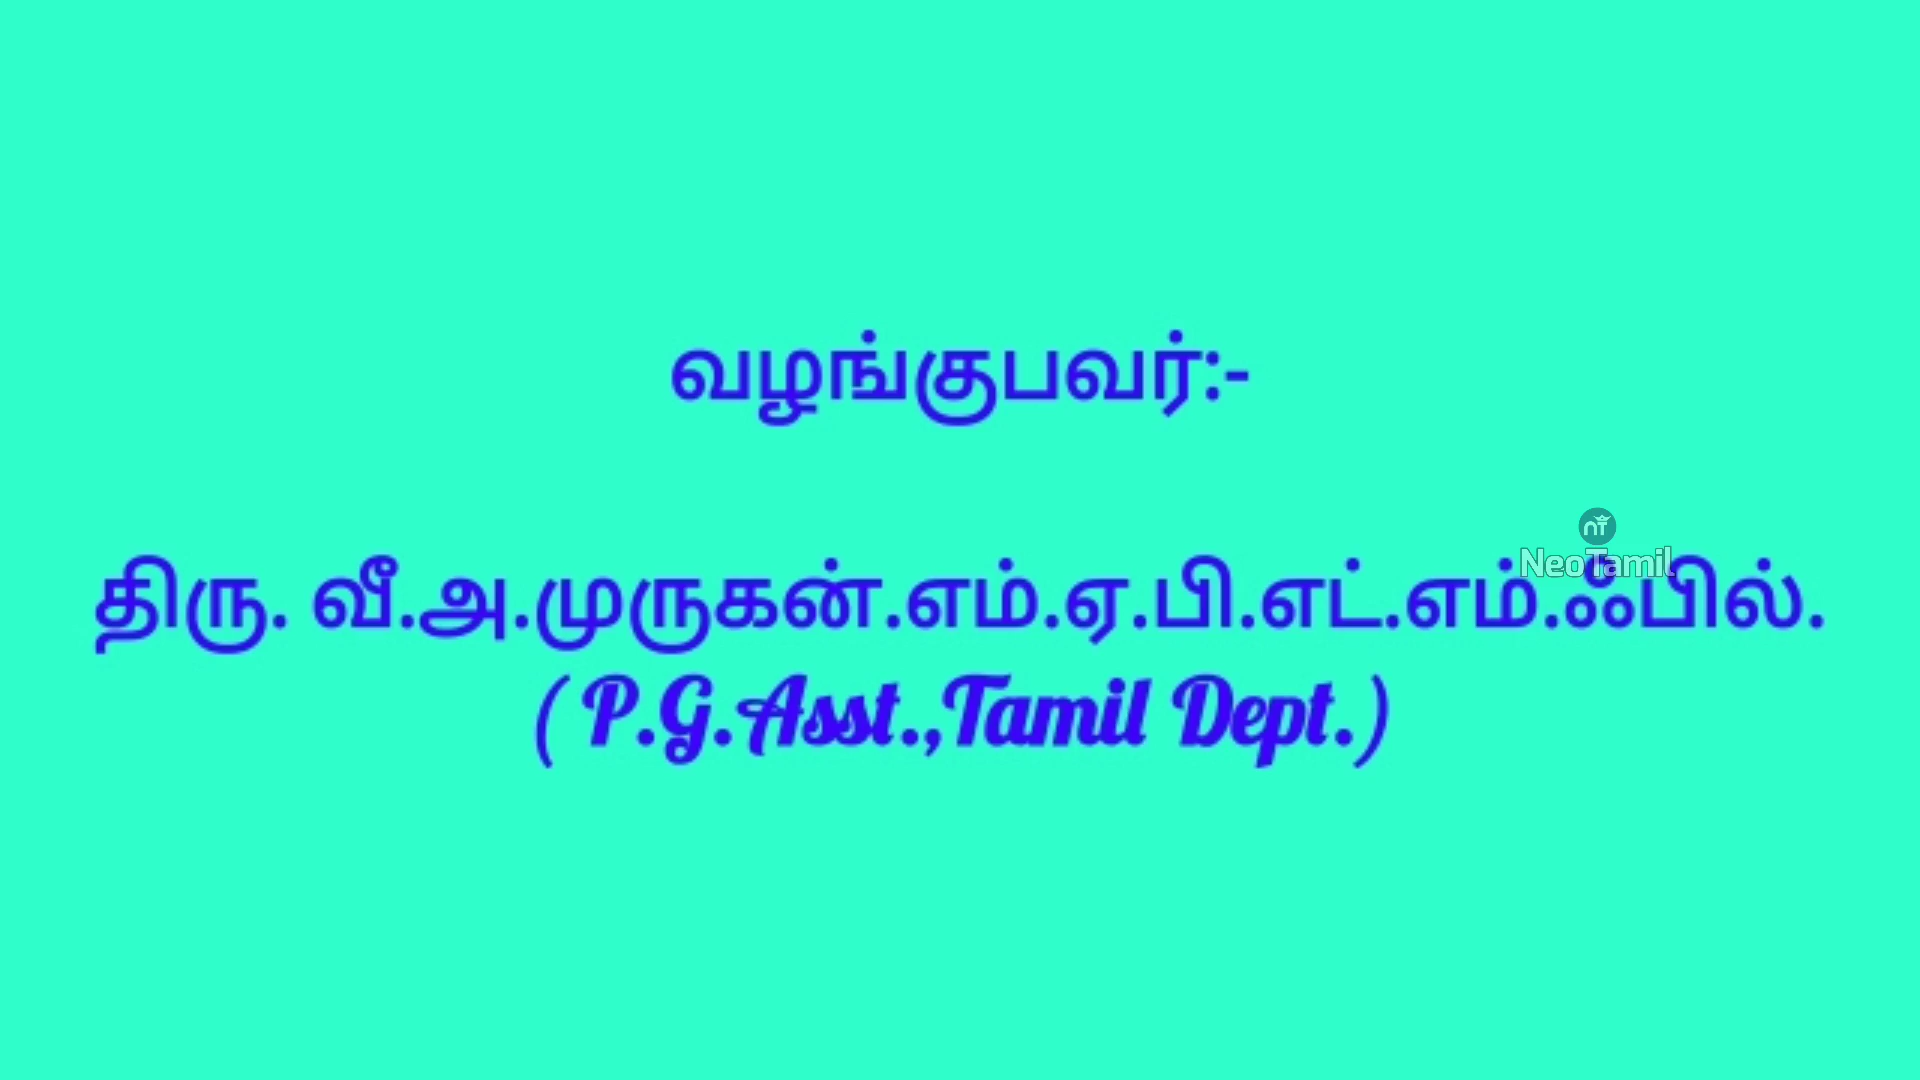 வழங்குபவர்:-
NeoTamil
திரு. வீ.அ.முருகன்.எம்.ஏ.பி.எட்.எம்.ஃபில்.
( P.G.Asst.,Tamil Dept.)